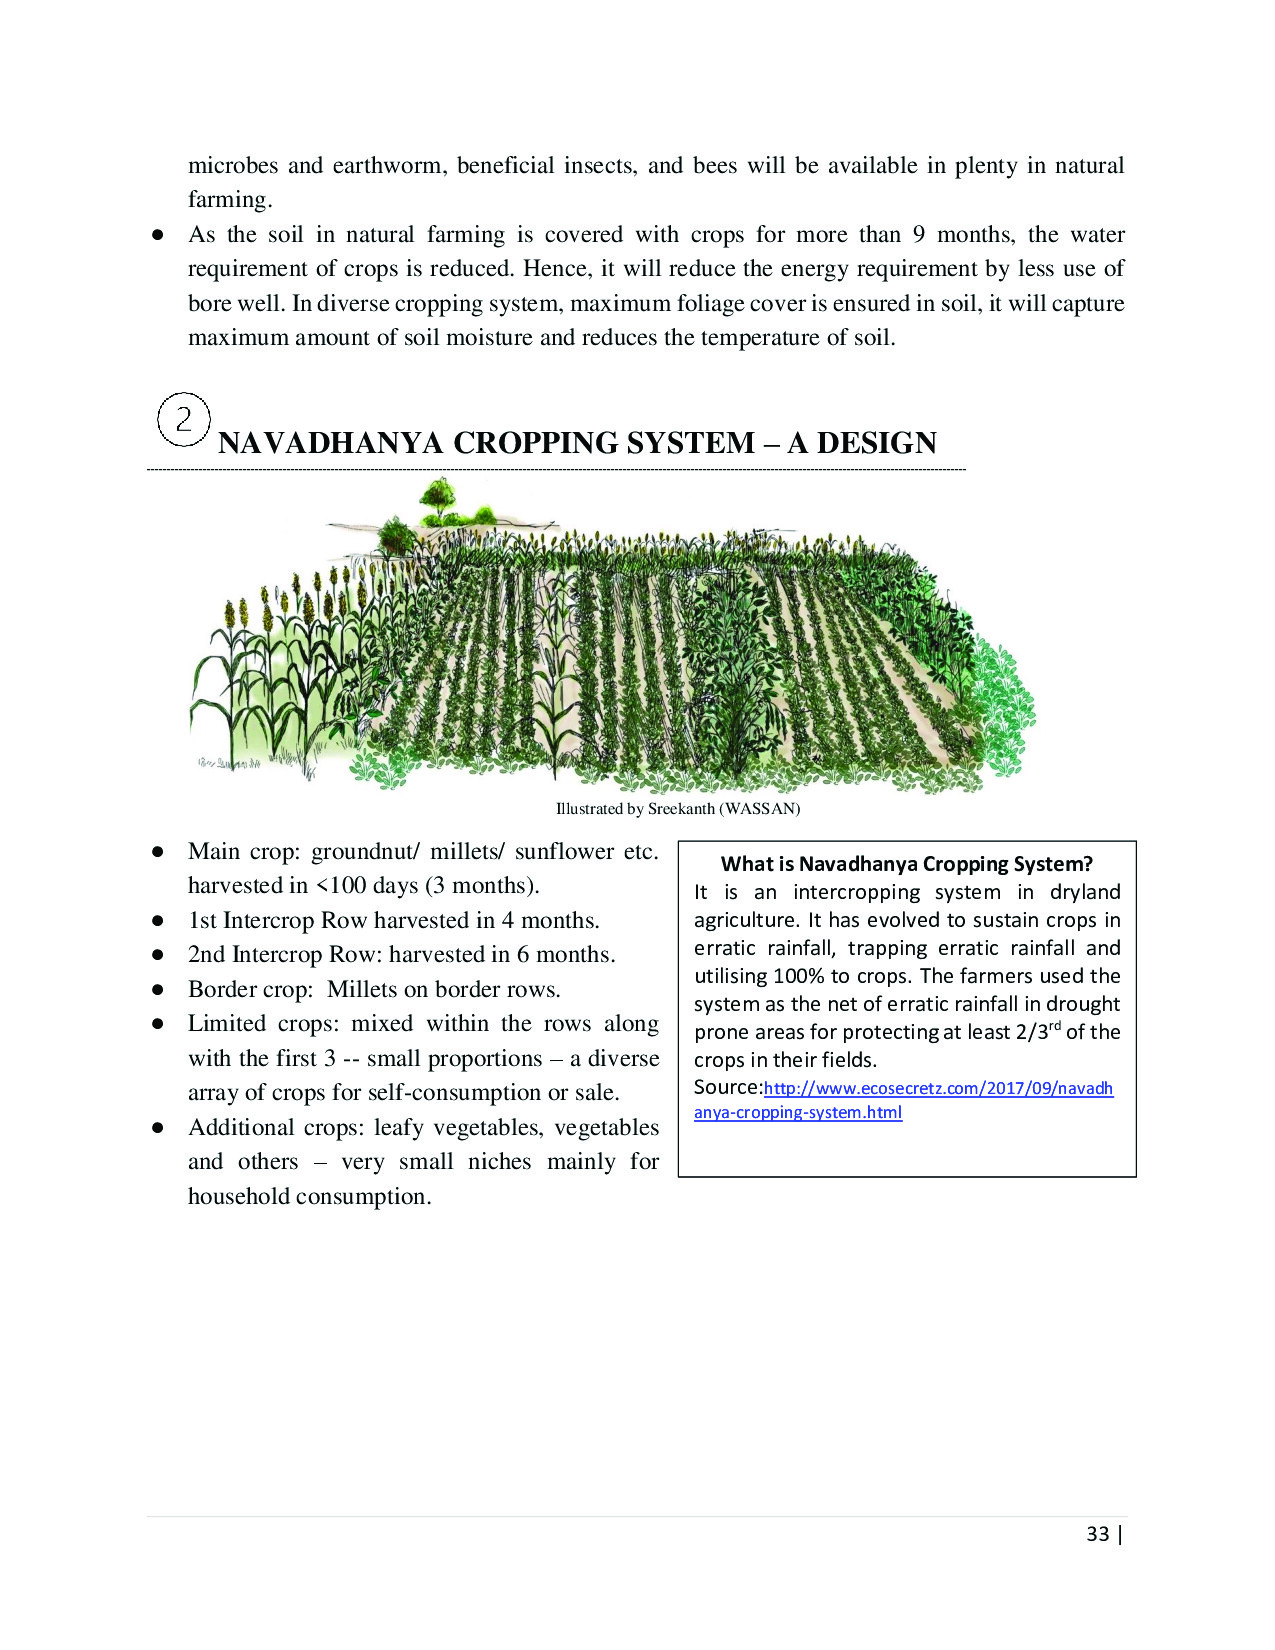 microbes and earthworm, beneficial insects, and bees will be available in plenty in natural
farming.
● As the soil in natural farming is covered with crops for more than 9 months, the water
requirement of crops is reduced. Hence, it will reduce the energy requirement by less use of
bore well. In diverse cropping system, maximum foliage cover is ensured in soil, it will capture
maximum amount of soil moisture and reduces the temperature of soil.
2
NAVADHANYA CROPPING SYSTEM – A DESIGN
Illustrated by Sreekanth (WASSAN)
● Main crop: groundnut/ millets/ sunflower etc.
harvested in <100 days (3 months).
● 1st Intercrop Row harvested in 4 months.
● 2nd Intercrop Row: harvested in 6 months.
● Border crop: Millets on border rows.
● Limited crops: mixed within the rows along
with the first 3 -- small proportions – a diverse
array of crops for self-consumption or sale.
● Additional crops: leafy vegetables, vegetables
and others – very small niches mainly for
household consumption.
What is Navadhanya Cropping System?
It is an intercropping system in dryland
agriculture. It has evolved to sustain crops in
erratic rainfall, trapping erratic rainfall and
utilising 100% to crops. The farmers used the
system as the net of erratic rainfall in drought
prone areas for protecting at least 2/3rd of the
crops in their fields.
Source:http://www.ecosecretz.com/2017/09/navadh
anya-cropping-system.html
33 |